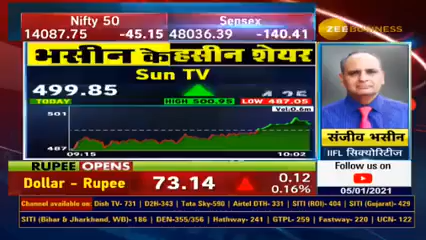 Nifty 50 Sensex
14087.75 -45.15 48036.39 -140.41
ZEE BUSINESS
भसीन के हसीन शेयर
Sun TV
499.85
TODAY HIGH 500.95 LOW 487.05
Vol:0.6m
501
487
09:15 10:02
संजीव भसीन
IIFL सिक्योरिटीज
RUPEE OPENS
Dollar - Rupee 73.14 0.12
0.16%
Follow us on
05/01/2021
Channel available on: Dish TV- 731 | D2H-343 | Tata Sky-590 | Airtel DTH- 331 | SITI (ROI)- 404 | SITI (Gujarat)- 429
SITI (Bihar & Jharkhand, WB)- 186 | DEN-355/356 | Hathway- 241 | GTPL- 259 | Fastway- 220 | UCN-122